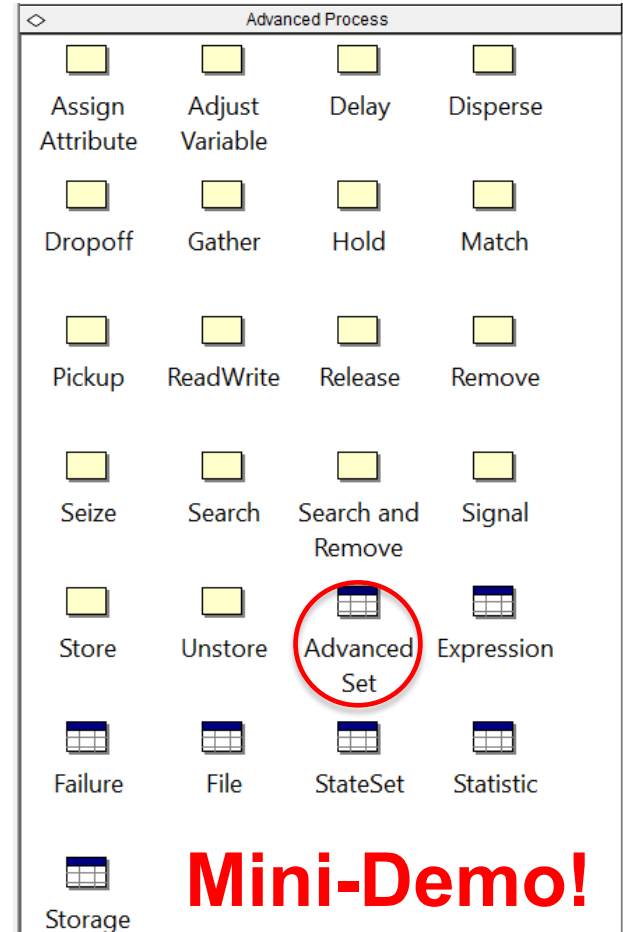 Advanced Process
Assign Attribute
Adjust Variable
Delay
Disperse
Dropoff
Gather
Hold
Match
Pickup
ReadWrite
Release
Remove
Seize
Search
Search and Remove
Signal
Store
Unstore
Advanced Set
Expression
Failure
File
StateSet
Statistic
Storage
Mini-Demo!